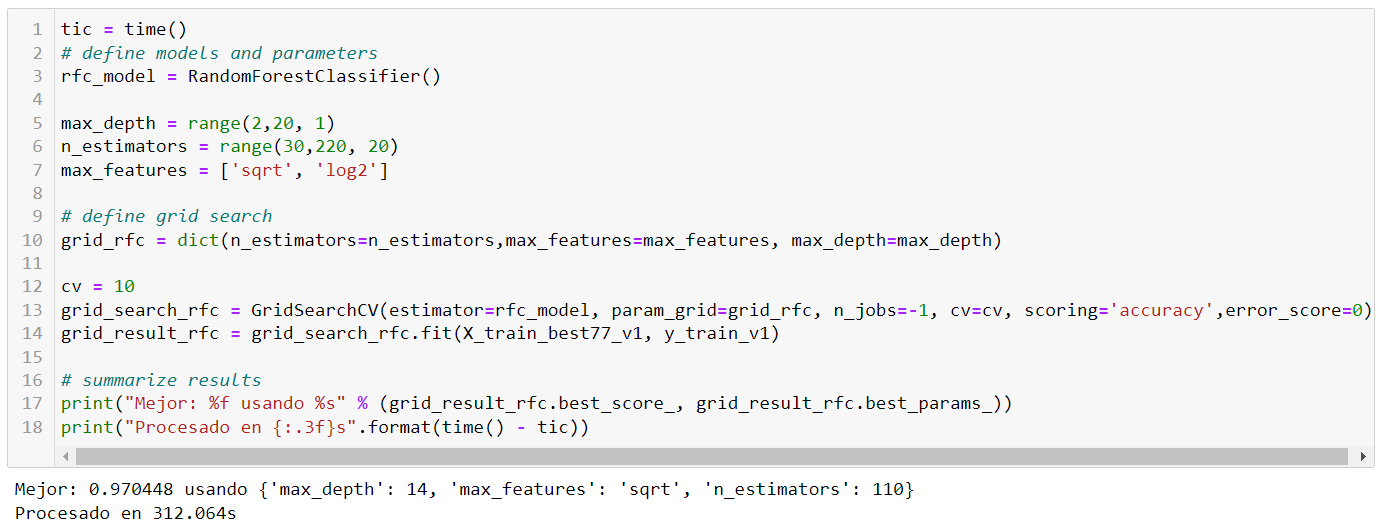 1 tic = time()
2 # define models and parameters
3 rfc_model = RandomForestClassifier()
4
5 max_depth = range(2,20, 1)
6 n_estimators = range(30,220, 20)
7 max_features = ['sqrt', 'log2']
8
9 # define grid search
10 grid_rfc = dict(n_estimators=n_estimators,max_features=max_features, max_depth=max_depth)
11
12 cv = 10
13 grid_search_rfc = GridSearchCV(estimator=rfc_model, param_grid=grid_rfc, n_jobs=-1, cv=cv, scoring='accuracy',error_score=0)
14 grid_result_rfc = grid_search_rfc.fit(X_train_best77_v1, y_train_v1)
15
16 # summarize results
17 print("Mejor: %f usando %s" % (grid_result_rfc.best_score_, grid_result_rfc.best_params_))
18 print("Procesado en {:.3f}s".format(time() - tic))
Mejor: 0.970448 usando {'max_depth': 14, 'max_features': 'sqrt', 'n_estimators': 110}
Procesado en 312.064s